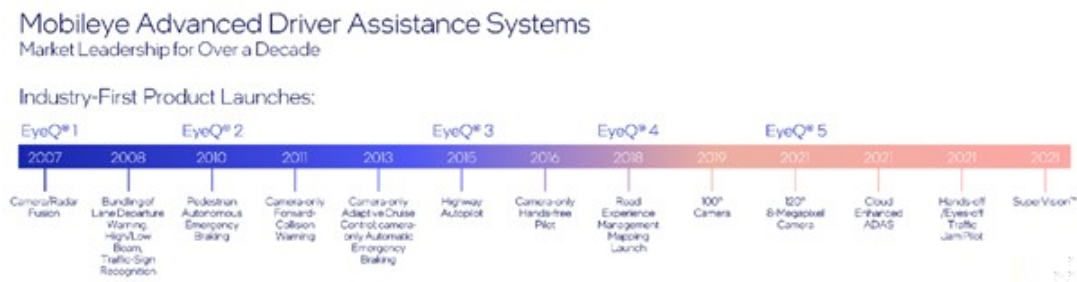 Mobileye Advanced Driver Assistance Systems
Market Leadership for Over a Decade
Industry-First Product Launches:
EyeQ® 1 EyeQ® 2 EyeQ® 3 EyeQ® 4 EyeQ® 5
2007 2008 2010 2011 2013 2015 2016 2018 2019 2021 2021 2021 2021
Camera/Radar
Fusion
Bundling of
Lane Departure
Warning,
High/Low
Beam,
Traffic-Sign
Recognition
Pedestrian
Autonomous
Emergency
Braking
Camera-only
Forward-
Collision
Warning
Camera-only
Adaptive Cruise
Control; camera-
only Automatic
Emergency
Braking
Highway
Autopilot
Camera-only
Hands-free
Pilot
Road
Experience
Management
Mapping
Launch
100°
Camera
120°
8-Megapixel
Camera
Cloud
Enhanced
ADAS
Hands-off
/Eyes-off
Traffic
Jam Pilot
SuperVision™